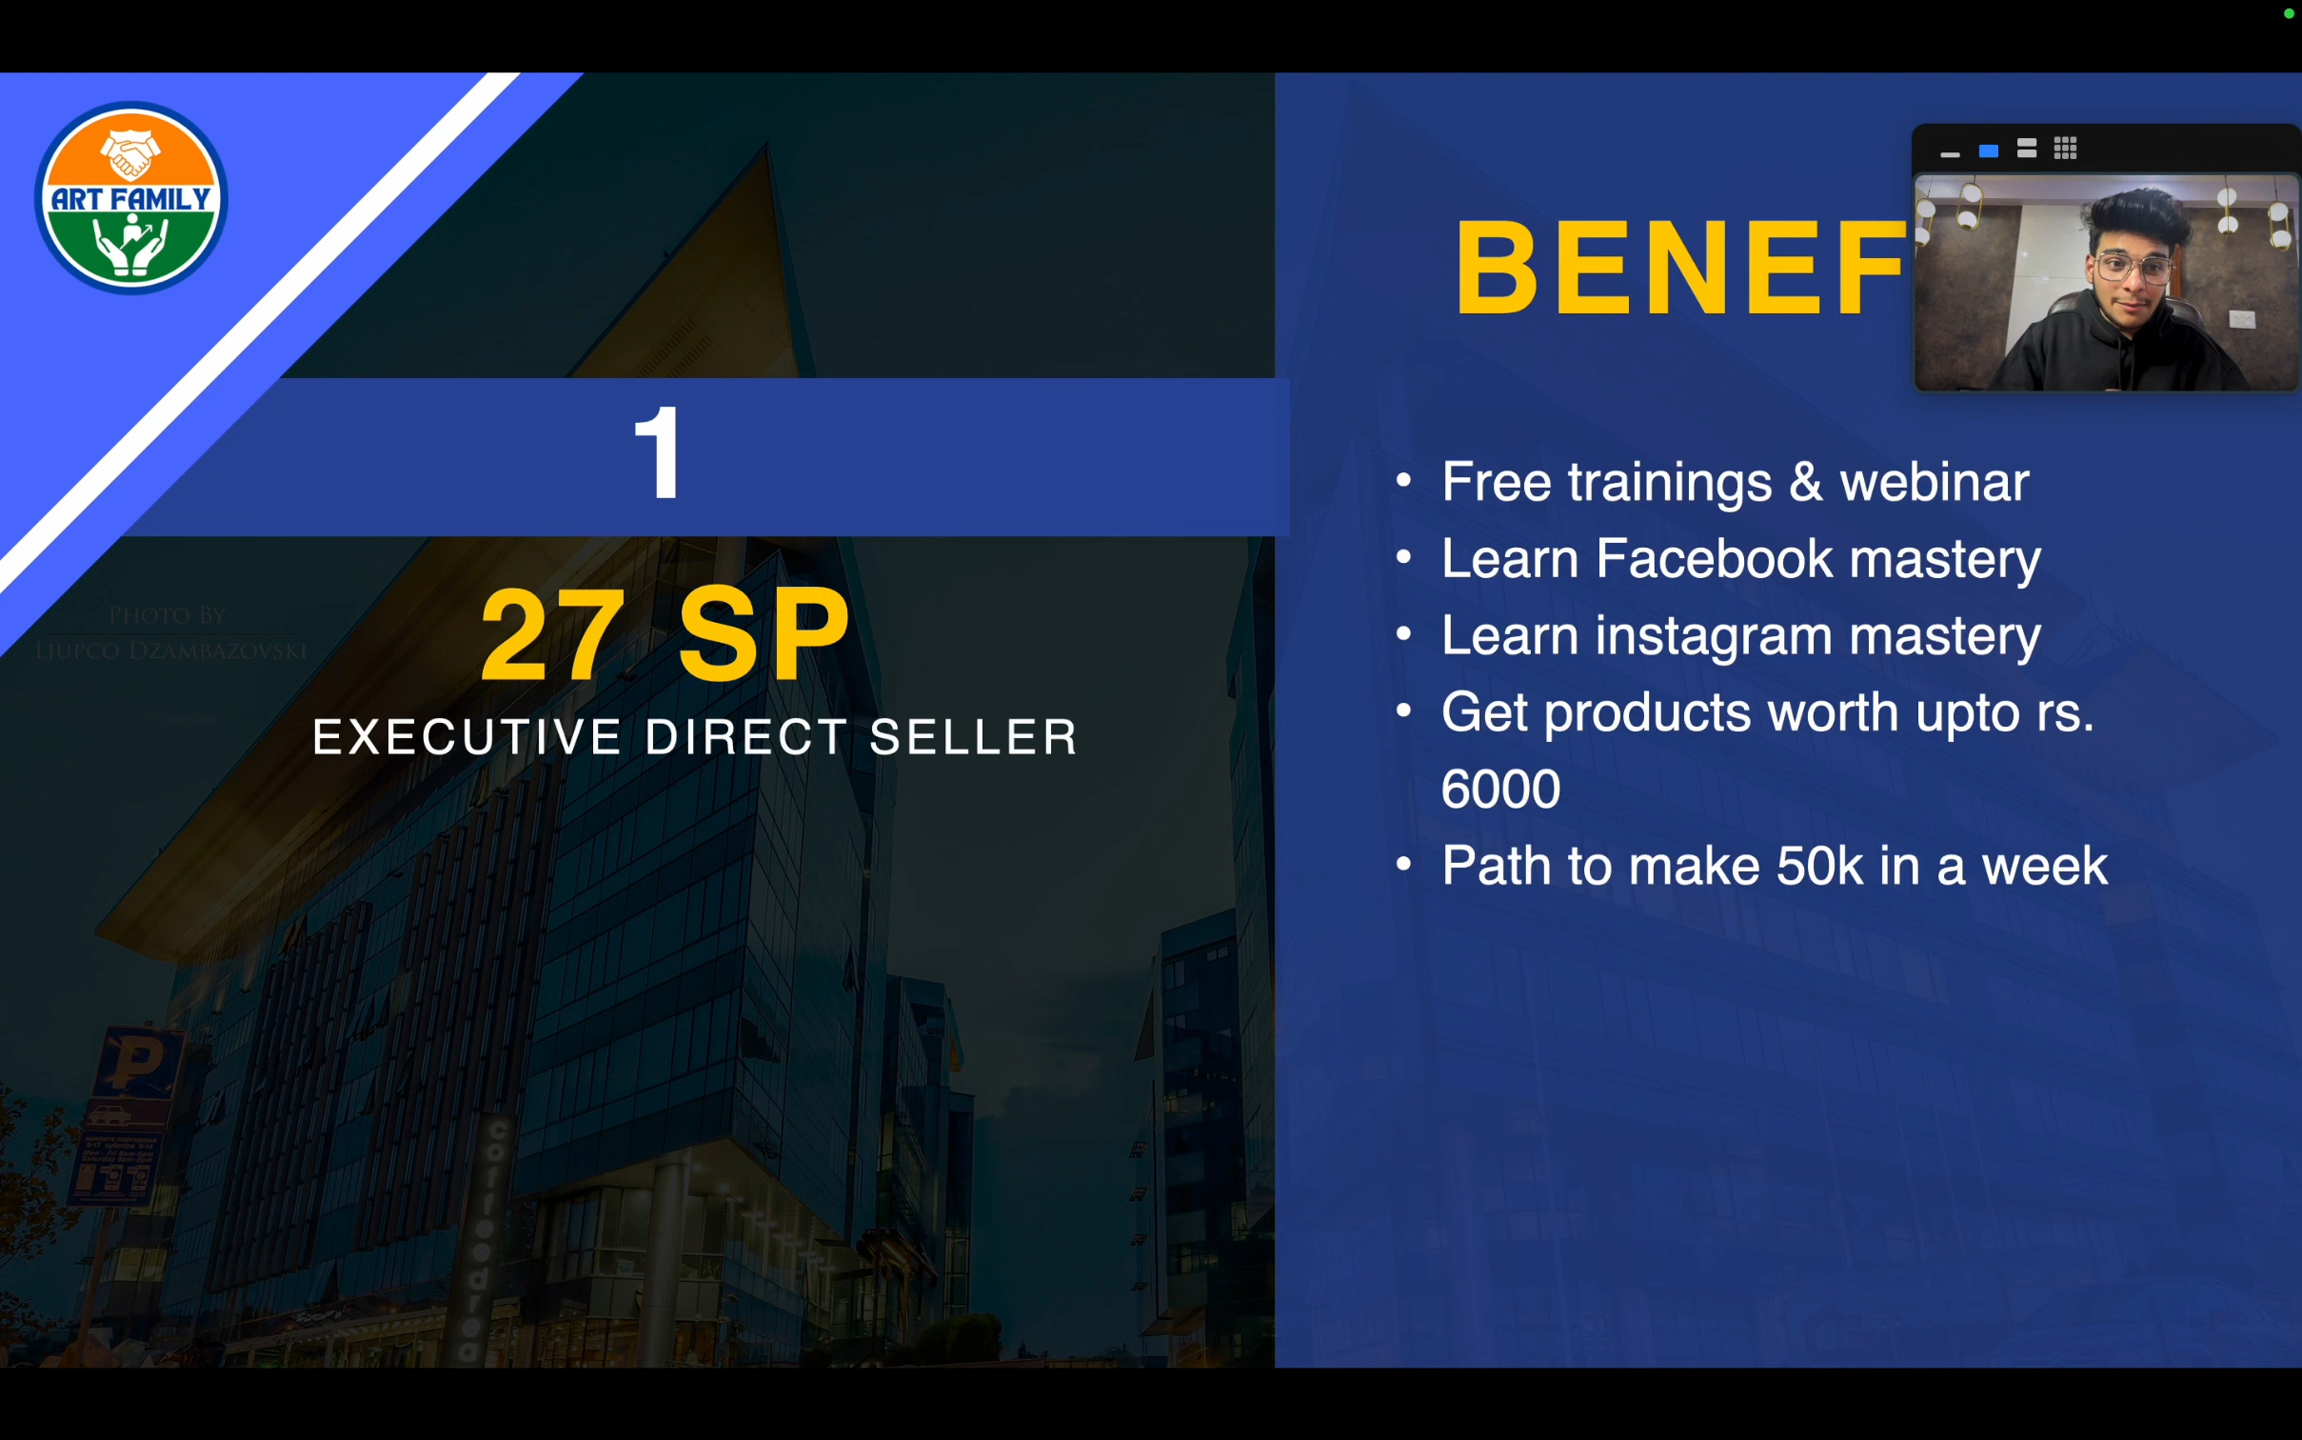 ART FAMILY
1
27 SP
EXECUTIVE DIRECT SELLER
PHOTO BY
LJUPCO DZAMBAZOVSKI
P
coffeedrea
BENEF
• Free trainings & webinar
• Learn Facebook mastery
• Learn instagram mastery
• Get products worth upto rs.
6000
• Path to make 50k in a week